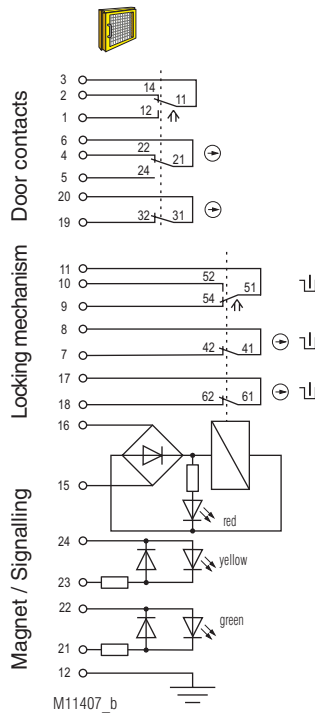 Door contacts
3
2 14
11
1 12
6
4 22
21
5 24
20
19 32 31
Locking mechanism
11
10 52
51
9 54
8
7 42 41
17
18 62 61
Magnet / Signalling
16
15
red
24
yellow
23
22
green
21
12
M11407_b